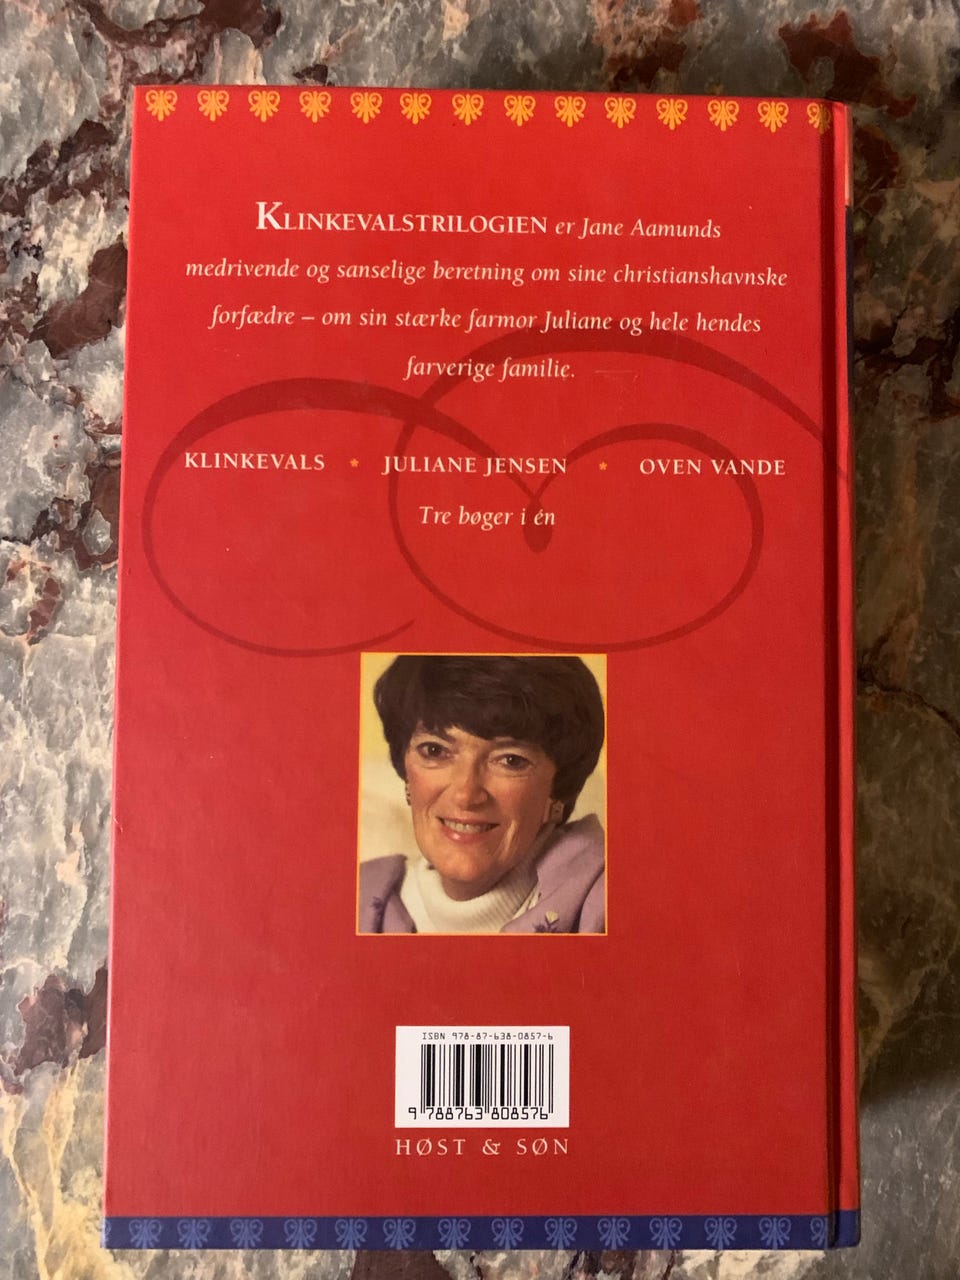 KLINKEVALSTRILOGIEN er Jane Aamunds
medrivende og sanselige beretning om sine christianshavnske
forfædre – om sin stærke farmor Juliane og hele hendes
farverige familie.
KLINKEVALS * JULIANE JENSEN * OVEN VANDE
Tre bøger i én
ISBN 978-87-638-0857-6
9 788763 808576
HØST & SØN